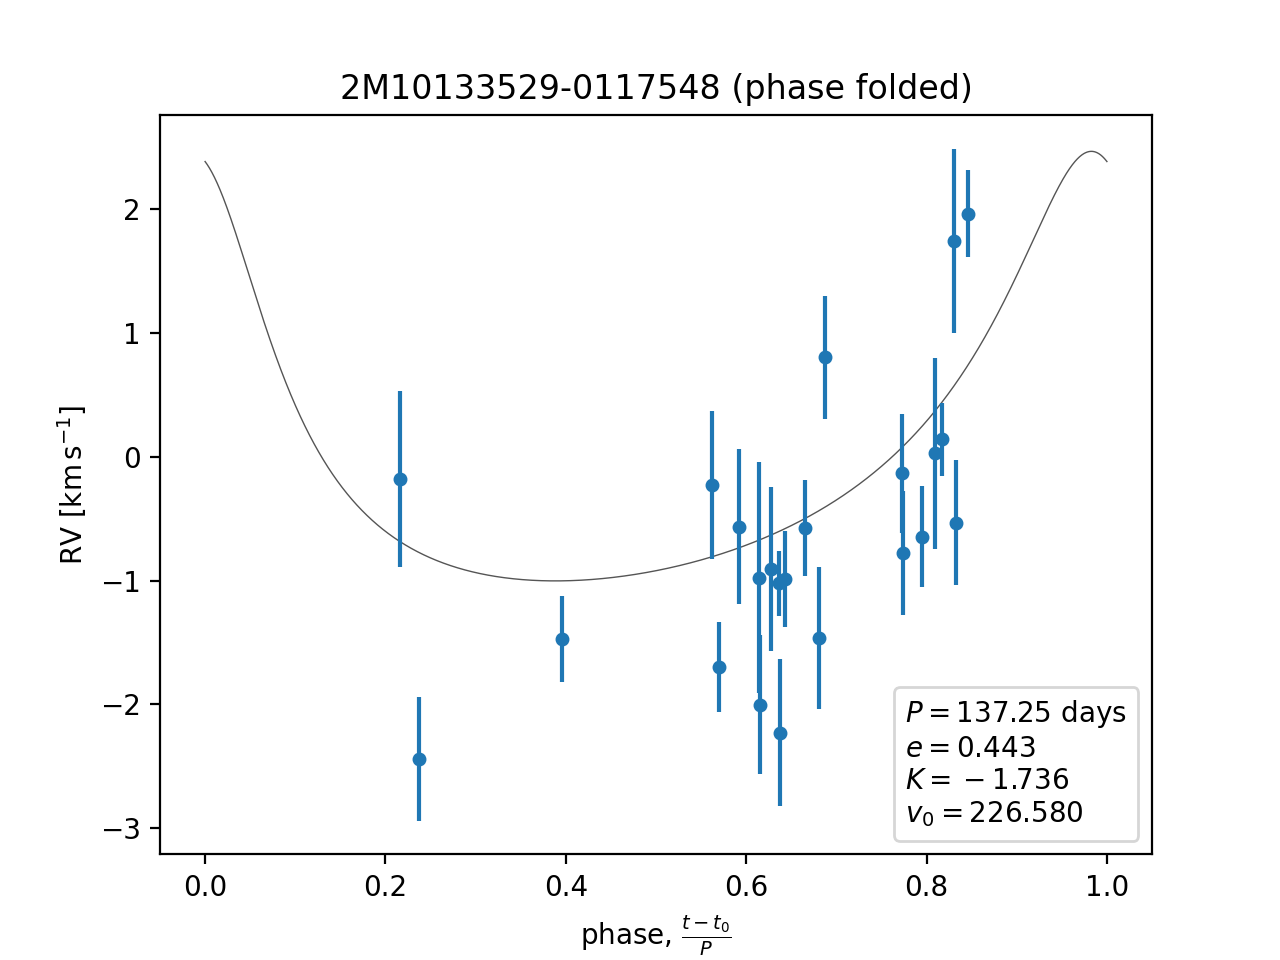 2M10133529-0117548 (phase folded)
RV [km s⁻¹]
2
1
0
−1
−2
−3
P = 137.25 days
e = 0.443
K = −1.736
v₀ = 226.580
0.0 0.2 0.4 0.6 0.8 1.0
phase, (t − t₀)/P